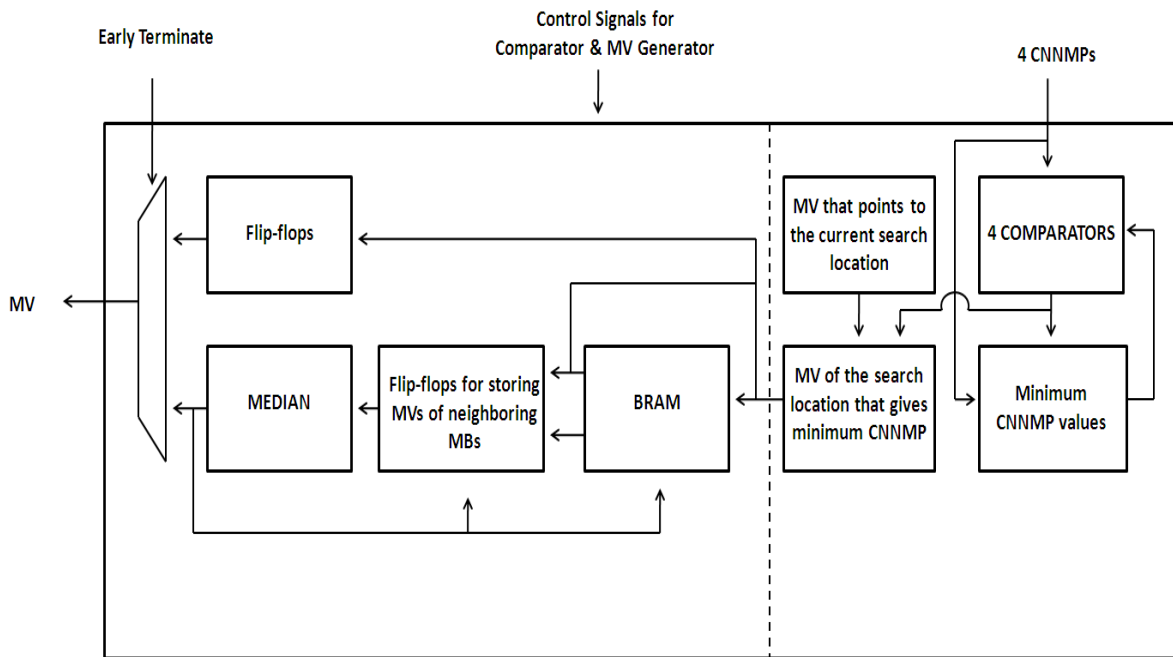 Early Terminate
Control Signals for
Comparator & MV Generator
4 CNNMPs
Flip-flops
MV that points to
the current search
location
4 COMPARATORS
MV
MEDIAN
Flip-flops for storing
MVs of neighboring
MBs
BRAM
MV of the search
location that gives
minimum CNNMP
Minimum
CNNMP values